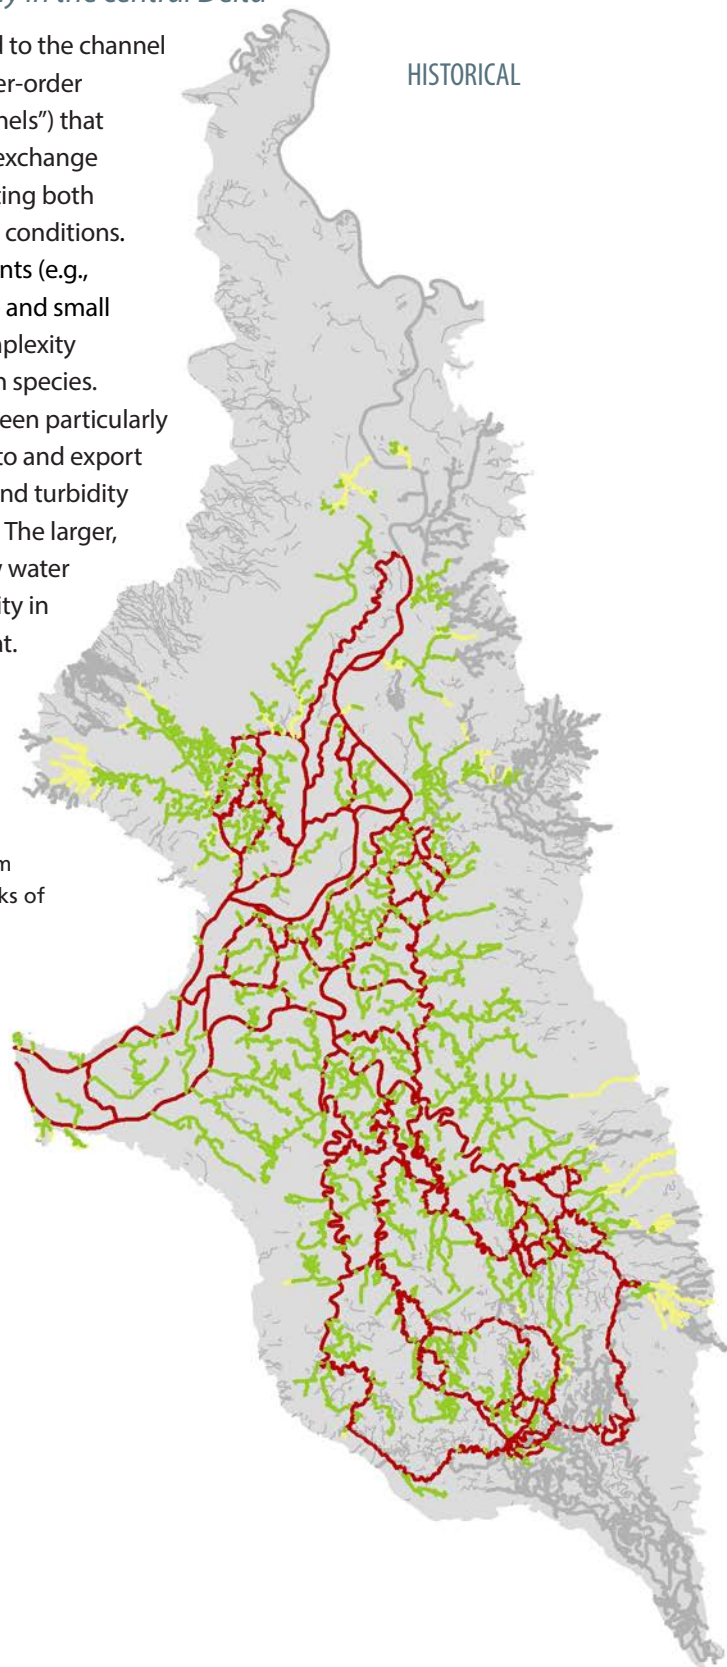 y in the central Delta
HISTORICAL
d to the channel
er-order
nels”) that
exchange
ting both
conditions.
nts (e.g.,
and small
plexity
n species.
een particularly
to and export
nd turbidity
The larger,
water
ity in
t.
m
ks of